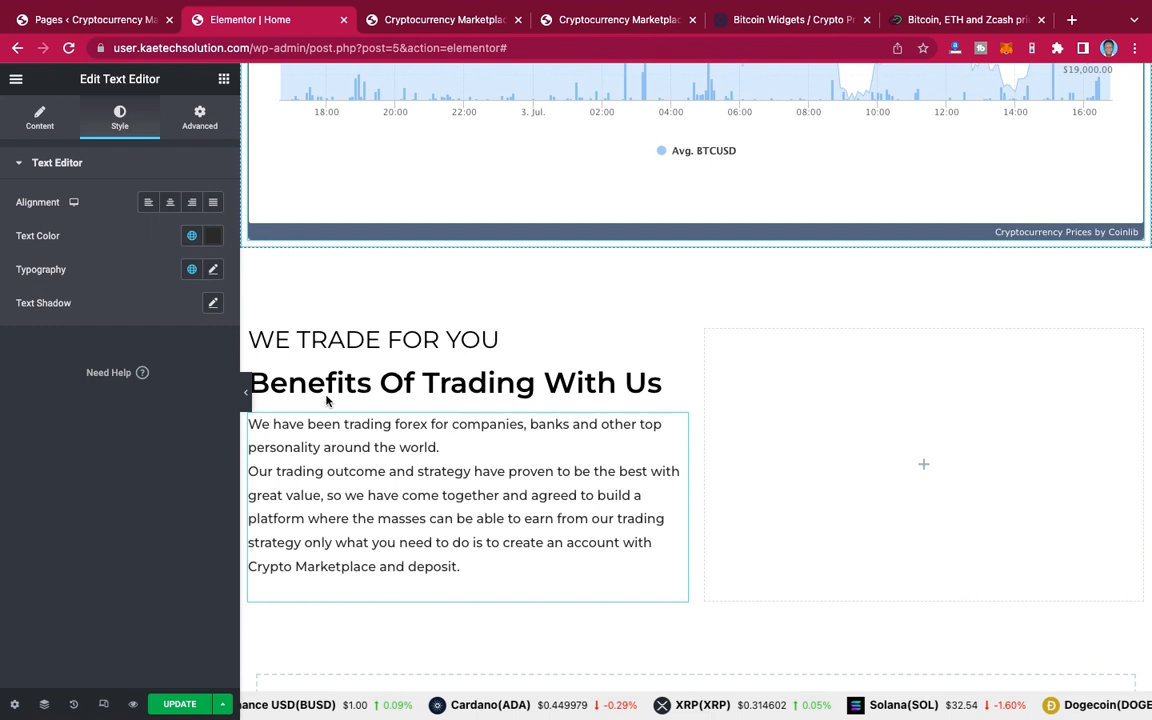 Pages ‹ Cryptocurrency Ma
Elementor | Home
Cryptocurrency Marketplac
Cryptocurrency Marketplac
Bitcoin Widgets / Crypto P
Bitcoin, ETH and Zcash pri
user.kaetechsolution.com/wp-admin/post.php?post=5&action=elementor#
Edit Text Editor
Content
Style
Advanced
Text Editor
Alignment
Text Color
Typography
Text Shadow
Need Help
UPDATE
$19,000.00
18:00
20:00
22:00
3. Jul.
02:00
04:00
06:00
08:00
10:00
12:00
14:00
16:00
Avg. BTCUSD
Cryptocurrency Prices by Coinlib
WE TRADE FOR YOU
Benefits Of Trading With Us
We have been trading forex for companies, banks and other top
personality around the world.
Our trading outcome and strategy have proven to be the best with
great value, so we have come together and agreed to build a
platform where the masses can be able to earn from our trading
strategy only what you need to do is to create an account with
Crypto Marketplace and deposit.
nance USD(BUSD) $1.00 ↑ 0.09% Cardano(ADA) $0.449979 ↓ -0.29% XRP(XRP) $0.314602 ↑ 0.05% Solana(SOL) $32.54 ↓ -1.60% Dogecoin(DOGE